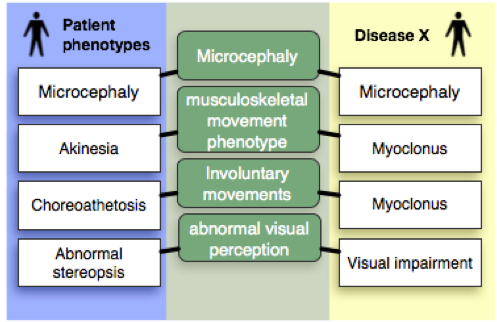 Patient
phenotypes
Disease X
Microcephaly
Microcephaly
Microcephaly
musculoskeletal
movement
phenotype
Akinesia
Myoclonus
Involuntary
movements
Choreoathetosis
Myoclonus
abnormal visual
perception
Abnormal
stereopsis
Visual impairment